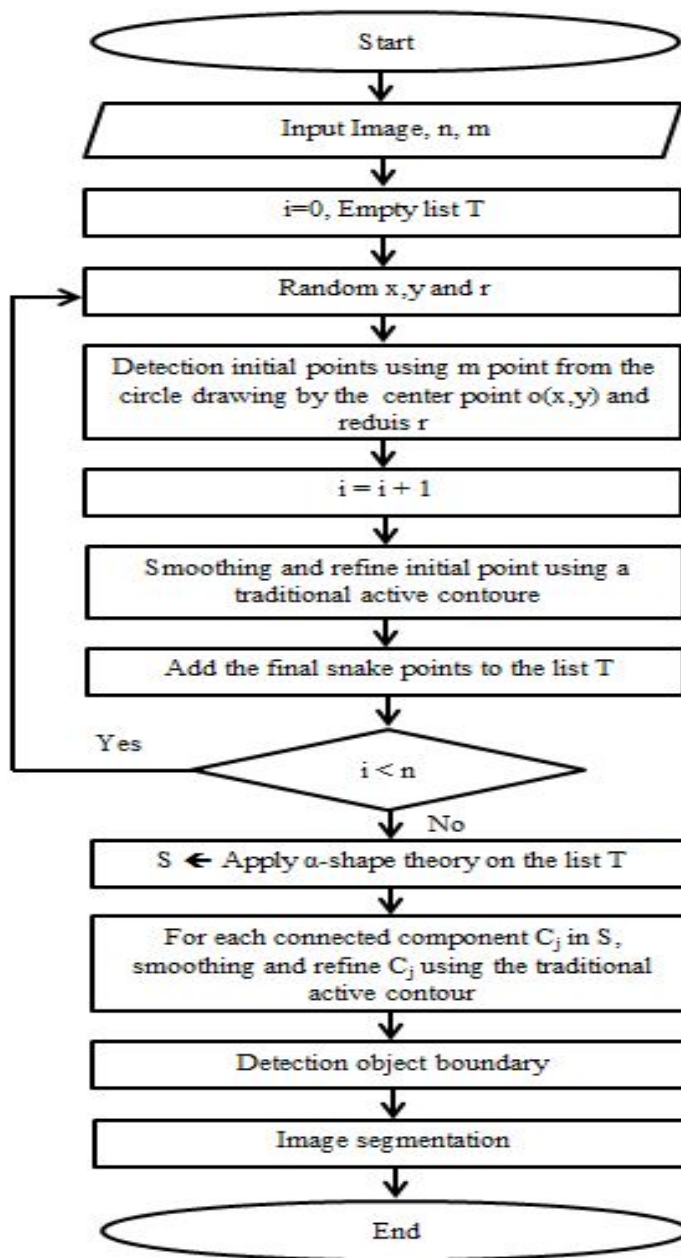 Start
Input Image, n, m
i=0, Empty list T
Random x,y and r
Detection initial points using m point from the
circle drawing by the center point o(x,y) and
reduis r
i = i + 1
Smoothing and refine initial point using a
traditional active contoure
Add the final snake points to the list T
Yes
i < n
No
S ← Apply α-shape theory on the list T
For each connected component Cj in S,
smoothing and refine Cj using the traditional
active contour
Detection object boundary
Image segmentation
End